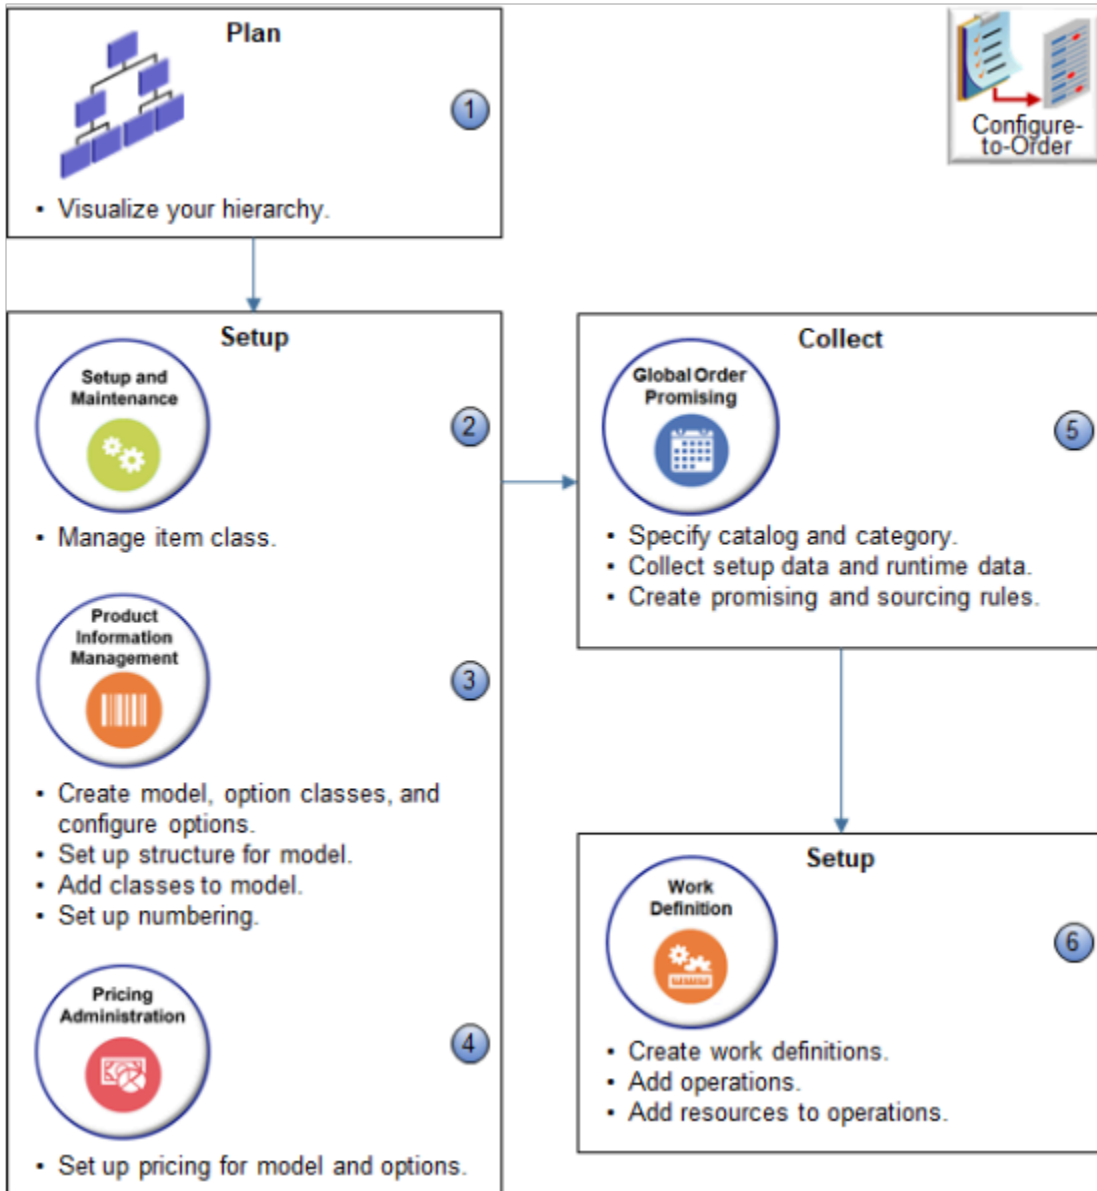 Plan
1
• Visualize your hierarchy.
Configure-
to-Order
Setup
Setup and
Maintenance
2
• Manage item class.
Product
Information
Management
3
• Create model, option classes, and
configure options.
• Set up structure for model.
• Add classes to model.
• Set up numbering.
Pricing
Administration
4
• Set up pricing for model and options.
Collect
Global Order
Promising
5
• Specify catalog and category.
• Collect setup data and runtime data.
• Create promising and sourcing rules.
Setup
Work
Definition
6
• Create work definitions.
• Add operations.
• Add resources to operations.